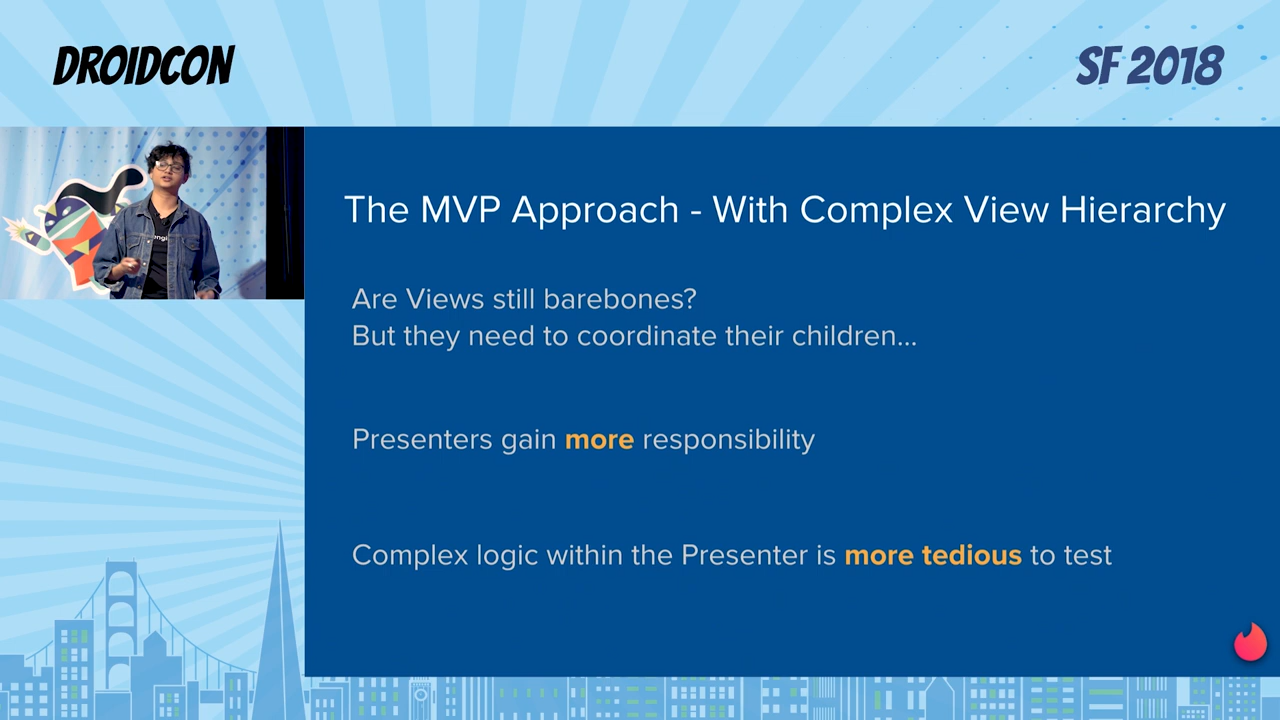 DROIDCON
SF 2018
The MVP Approach - With Complex View Hierarchy
Are Views still barebones?
But they need to coordinate their children...
Presenters gain more responsibility
Complex logic within the Presenter is more tedious to test